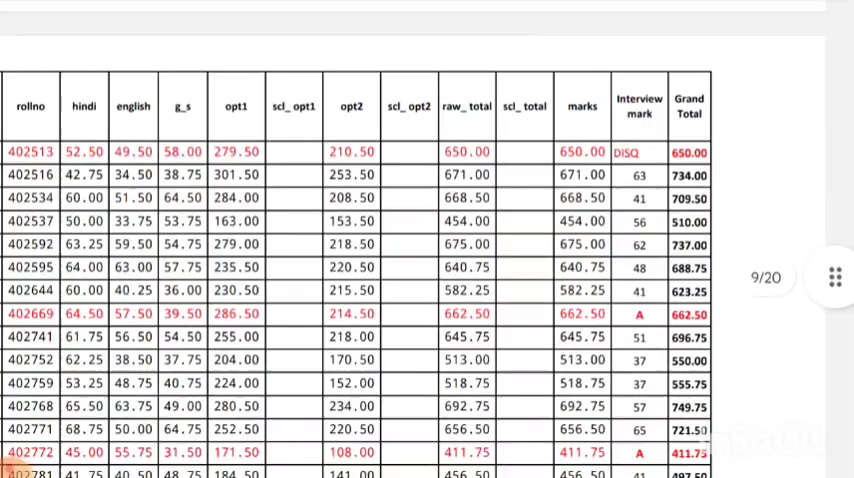 rollno hindi english g_s opt1 scl_ opt1 opt2 scl_ opt2 raw_ total scl_ total marks Interview mark Grand Total
402513 52.50 49.50 58.00 279.50 210.50 650.00 650.00 DISQ 650.00
402516 42.75 34.50 38.75 301.50 253.50 671.00 671.00 63 734.00
402534 60.00 51.50 64.50 284.00 208.50 668.50 668.50 41 709.50
402537 50.00 33.75 53.75 163.00 153.50 454.00 454.00 56 510.00
402592 63.25 59.50 54.75 279.00 218.50 675.00 675.00 62 737.00
402595 64.00 63.00 57.75 235.50 220.50 640.75 640.75 48 688.75
9/20
402644 60.00 40.25 36.00 230.50 215.50 582.25 582.25 41 623.25
402669 64.50 57.50 39.50 286.50 214.50 662.50 662.50 A 662.50
402741 61.75 56.50 54.50 255.00 218.00 645.75 645.75 51 696.75
402752 62.25 38.50 37.75 204.00 170.50 513.00 513.00 37 550.00
402759 53.25 48.75 40.75 224.00 152.00 518.75 518.75 37 555.75
402768 65.50 63.75 49.00 280.50 234.00 692.75 692.75 57 749.75
402771 68.75 50.00 64.75 252.50 220.50 656.50 656.50 65 721.50
402772 45.00 55.75 31.50 171.50 108.00 411.75 411.75 A 411.75
402781 41.75 40.50 48.75 184.50 141.00 456.50 456.50 41 497.50